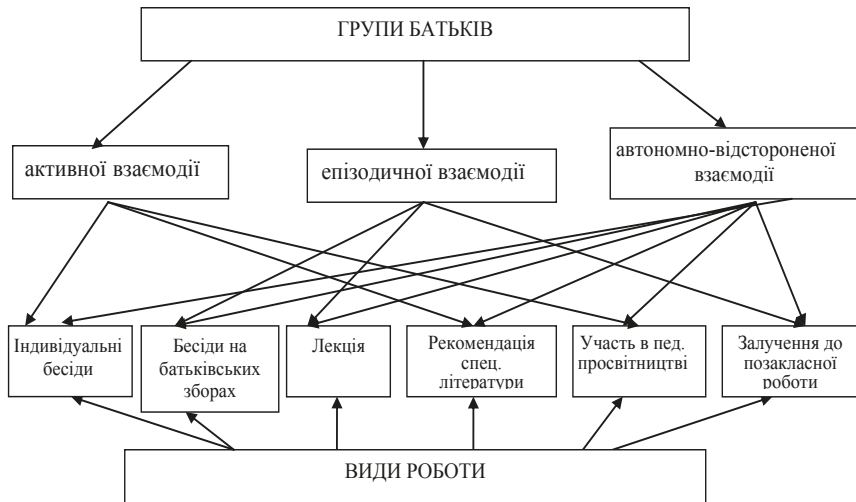 ГРУПИ БАТЬКІВ
активної взаємодії
епізодичної взаємодії
автономно-відстороненої
взаємодії
Індивідуальні
бесіди
Бесіди на
батьківських
зборах
Лекція
Рекомендація
спец.
літератури
Участь в пед.
просвітництві
Залучення до
позакласної
роботи
ВИДИ РОБОТИ